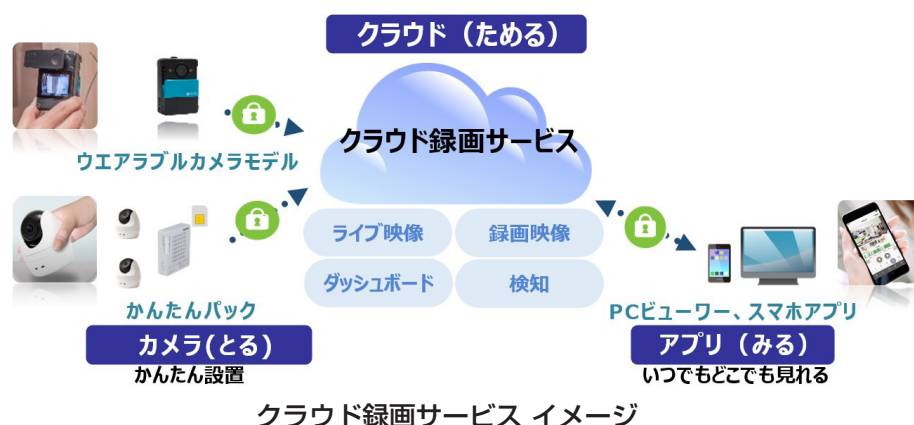 クラウド（ためる）
クラウド録画サービス
ウエアラブルカメラモデル
ライブ映像
録画映像
ダッシュボード
検知
かんたんパック
カメラ(とる)
かんたん設置
PCビューワー、スマホアプリ
アプリ（みる）
いつでもどこでも見れる
クラウド録画サービス イメージ